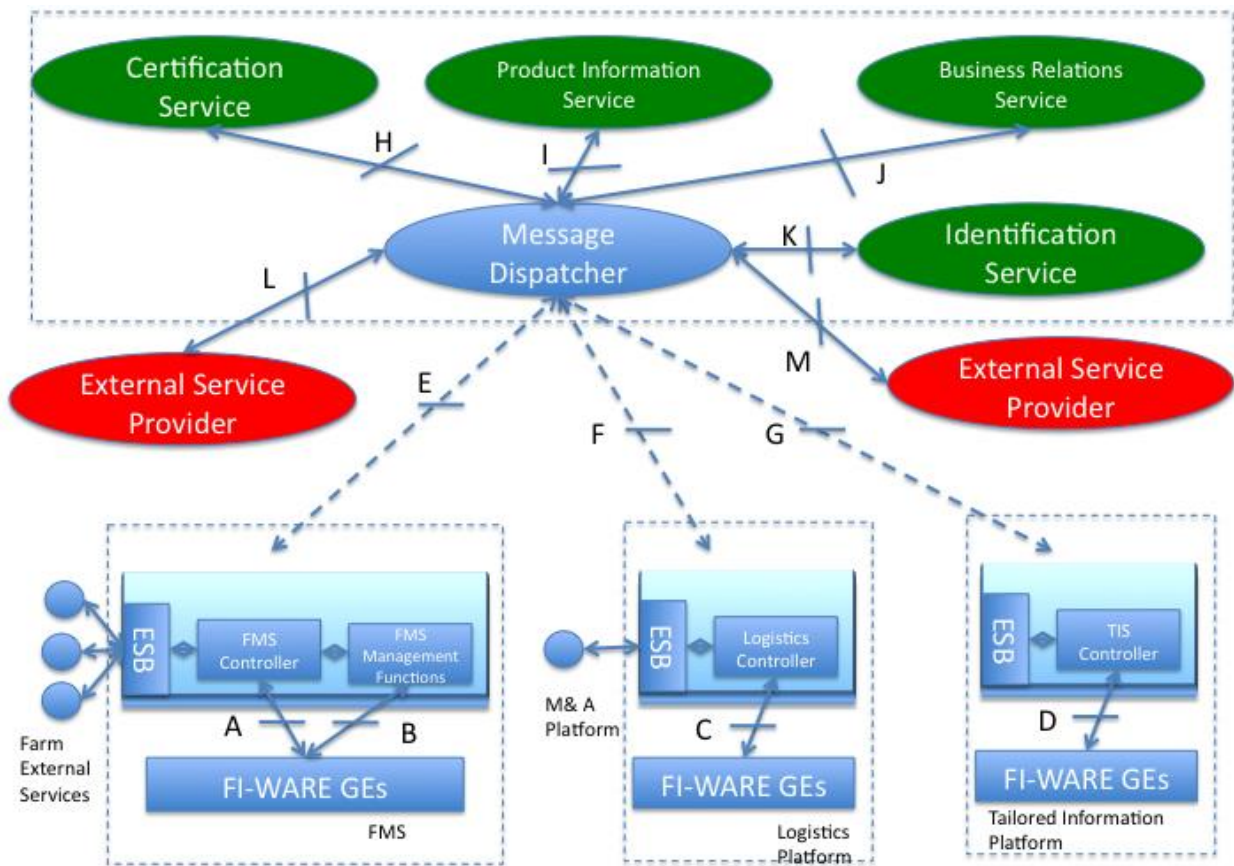 Certification
Service
Product Information
Service
Business Relations
Service
H
I
J
Message
Dispatcher
K
Identification
Service
L
M
External Service
Provider
External Service
Provider
E
F
G
ESB
FMS
Controller
FMS
Management
Functions
ESB
Logistics
Controller
ESB
TIS
Controller
Farm
External
Services
A
B
M& A
Platform
C
D
FI-WARE GEs
FI-WARE GEs
FI-WARE GEs
FMS
Logistics
Platform
Tailored Information
Platform